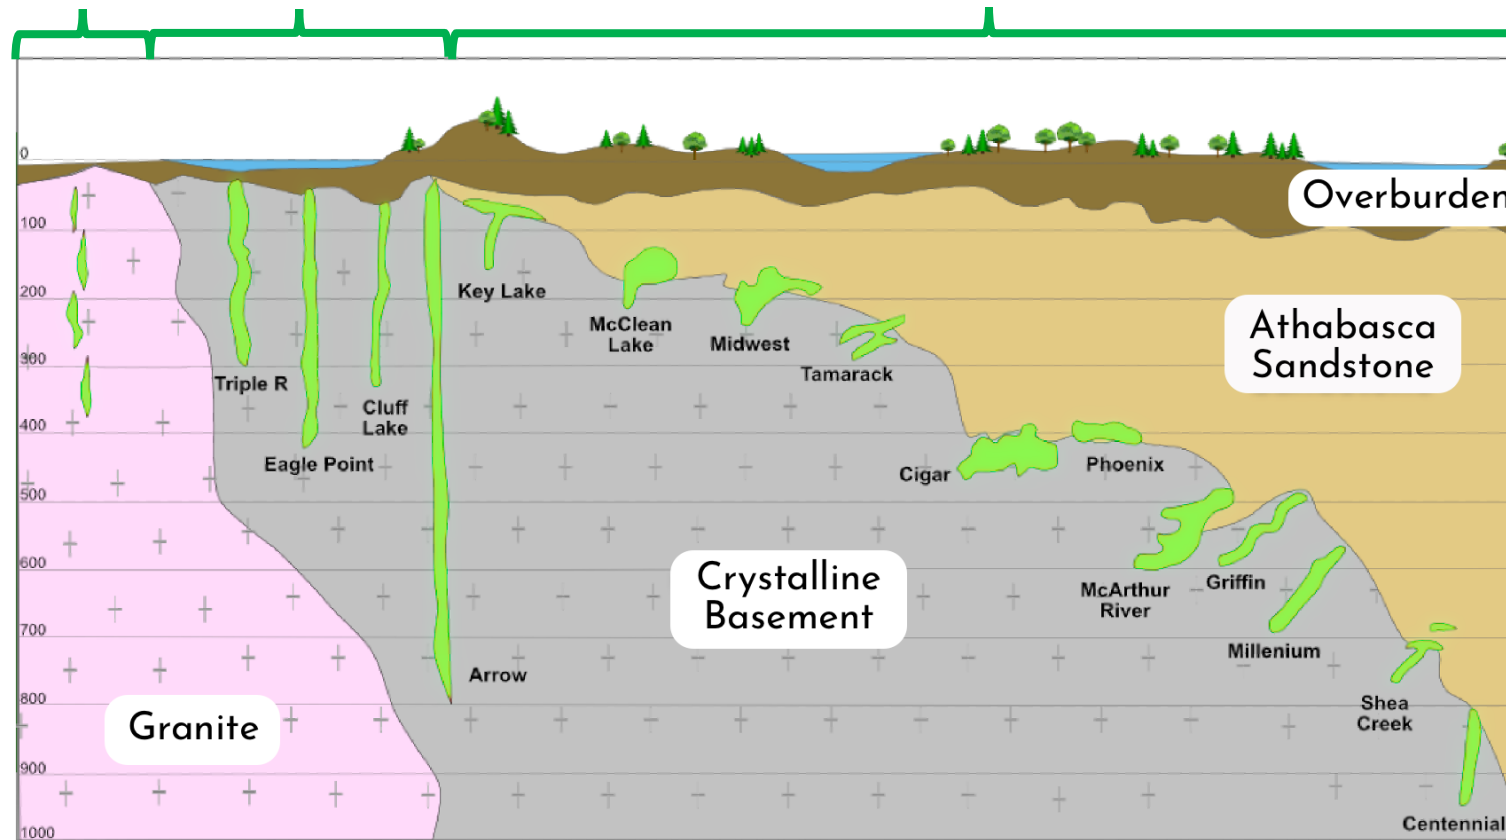 0
Overburden
100
200
Key Lake
McClean
Lake
Midwest
Athabasca
Sandstone
300
Triple R
Tamarack
Cluff
Lake
400
Eagle Point
Cigar
Phoenix
500
600
Crystalline
Basement
McArthur
River
Griffin
700
Millenium
Arrow
800
Granite
Shea
Creek
900
1000
Centennial